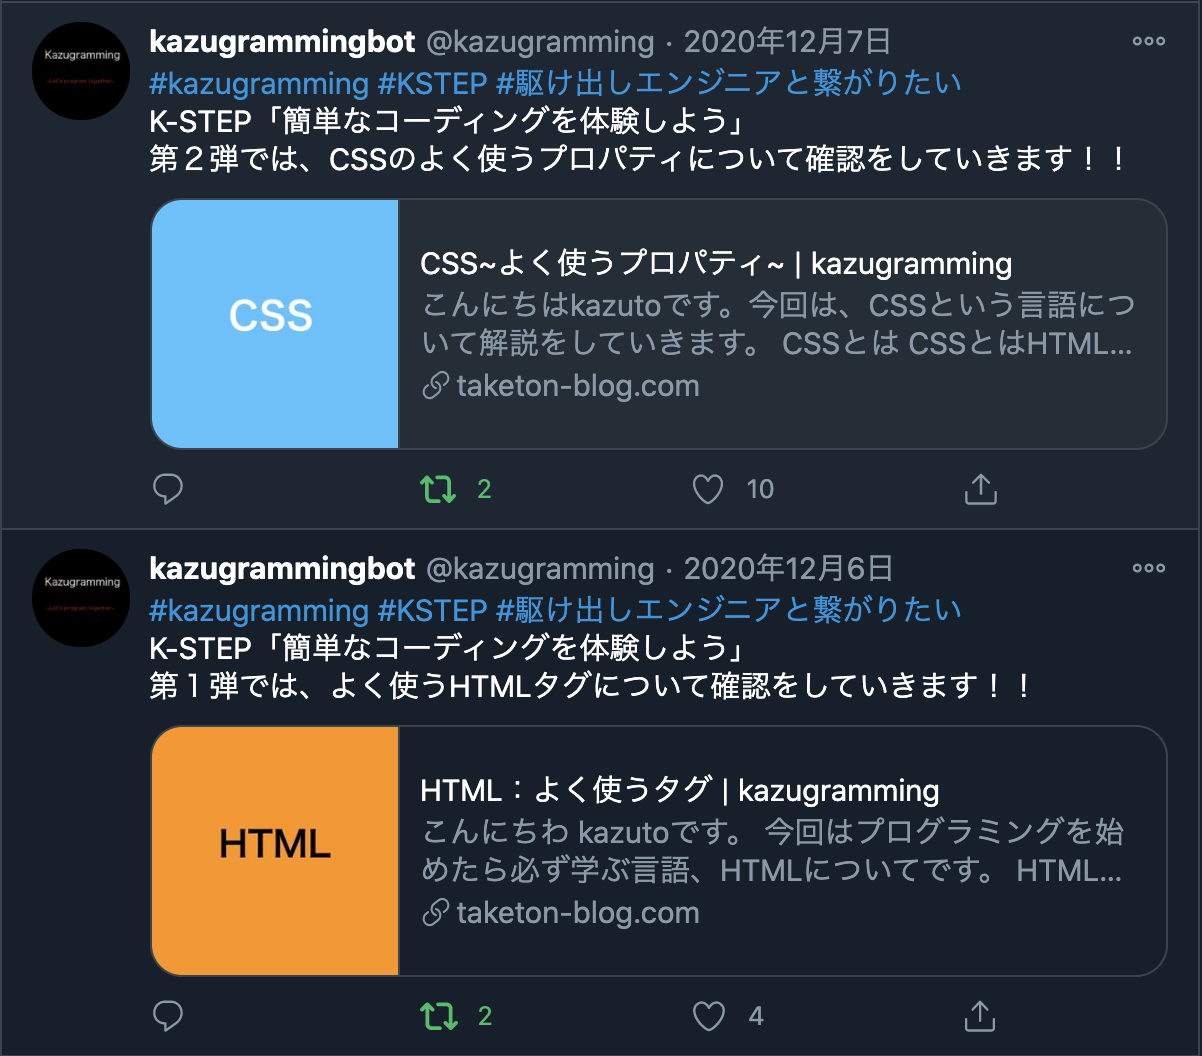 Kazugramming
-Let's program together-
kazugrammingbot @kazugramming · 2020年12月7日
#kazugramming #KSTEP #駆け出しエンジニアと繋がりたい
K-STEP「簡単なコーディングを体験しよう」
第２弾では、CSSのよく使うプロパティについて確認をしていきます！！
CSS
CSS~よく使うプロパティ~ | kazugramming
こんにちはkazutoです。今回は、CSSという言語につ
いて解説をしていきます。 CSSとは CSSとはHTML...
taketon-blog.com
2
10
Kazugramming
-Let's program together-
kazugrammingbot @kazugramming · 2020年12月6日
#kazugramming #KSTEP #駆け出しエンジニアと繋がりたい
K-STEP「簡単なコーディングを体験しよう」
第１弾では、よく使うHTMLタグについて確認をしていきます！！
HTML
HTML：よく使うタグ | kazugramming
こんにちわ kazutoです。 今回はプログラミングを始
めたら必ず学ぶ言語、HTMLについてです。 HTML...
taketon-blog.com
2
4